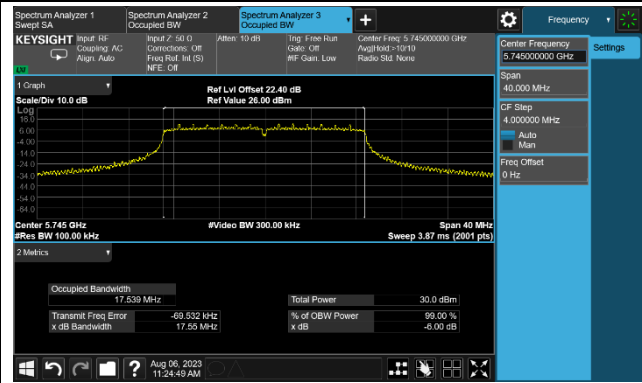 Spectrum Analyzer 1
Swept SA
Spectrum Analyzer 2
Occupied BW
Spectrum Analyzer 3
Occupied BW
Frequency
KEYSIGHT
Input: RF
Coupling: AC
Align: Auto
Input Z: 50 Ω
Corrections: Off
Freq Ref: Int (S)
NFE: Off
Atten: 10 dB
Trig: Free Run
Gate: Off
#IF Gain: Low
Center Freq: 5.745000000 GHz
Avg|Hold:>10/10
Radio Std: None
Center Frequency
5.745000000 GHz
Settings
Span
40.000 MHz
CF Step
4.000000 MHz
Auto
Man
Freq Offset
0 Hz
1 Graph
Scale/Div 10.0 dB
Ref Lvl Offset 22.40 dB
Ref Value 26.00 dBm
Log
16.0
6.00
-4.00
-14.0
-24.0
-34.0
-44.0
-54.0
-64.0
Center 5.745 GHz
#Res BW 100.00 kHz
#Video BW 300.00 kHz
Span 40 MHz
Sweep 3.87 ms (2001 pts)
2 Metrics
Occupied Bandwidth
17.539 MHz
Total Power 30.0 dBm
Transmit Freq Error -69.532 kHz
% of OBW Power 99.00 %
x dB Bandwidth 17.55 MHz
x dB -6.00 dB
?
Aug 06, 2023
11:24:49 AM